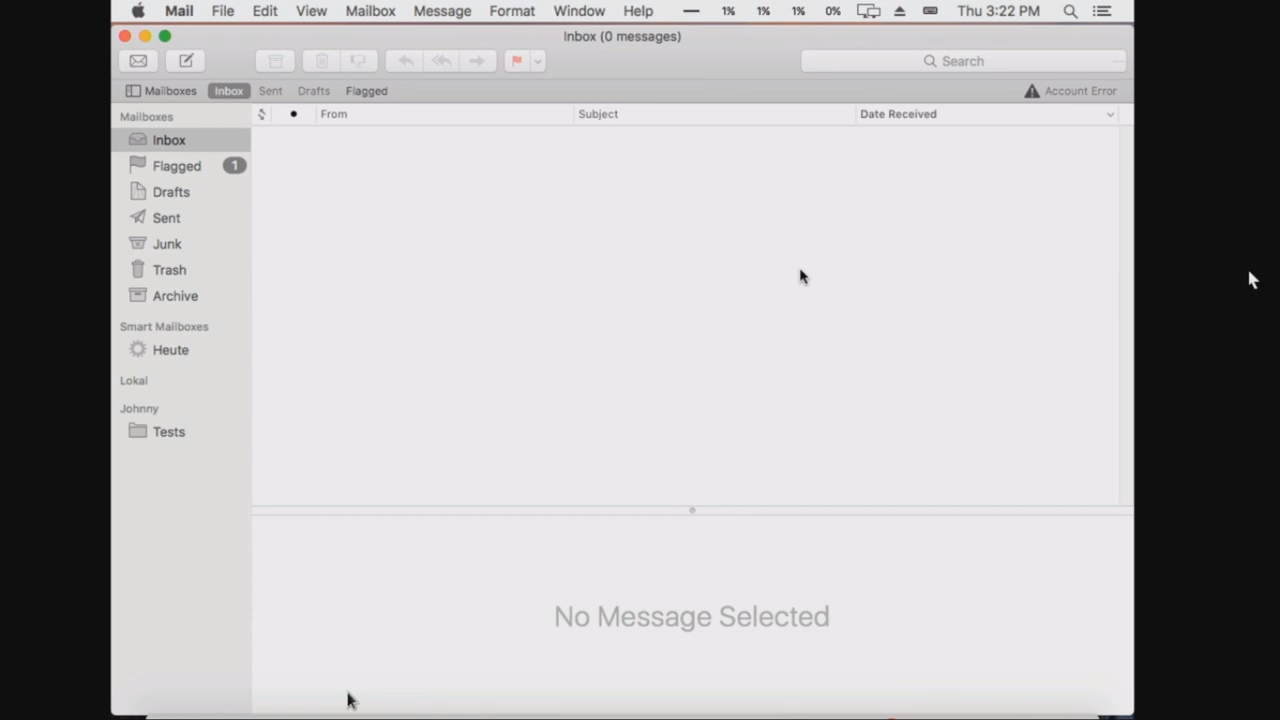 Mail File Edit View Mailbox Message Format Window Help 1% 1% 1% 0% Thu 3:22 PM
Inbox (0 messages)
Search
Mailboxes Inbox Sent Drafts Flagged Account Error
Mailboxes
From Subject Date Received
Inbox
Flagged 1
Drafts
Sent
Junk
Trash
Archive
Smart Mailboxes
Heute
Lokal
Johnny
Tests
No Message Selected